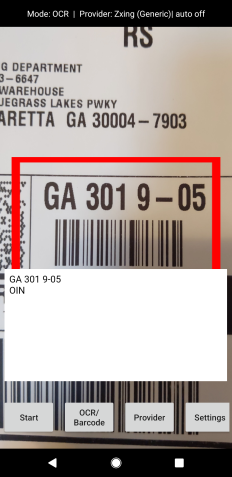 Mode: OCR | Provider: Zxing (Generic)| auto off
RS
G DEPARTMENT
3-6647
WAREHOUSE
UEGRASS LAKES PKWY
ARETTA GA 30004-7903
GA 301 9-05
GA 301 9-05
OIN
Start
OCR/
Barcode
Provider
Settings